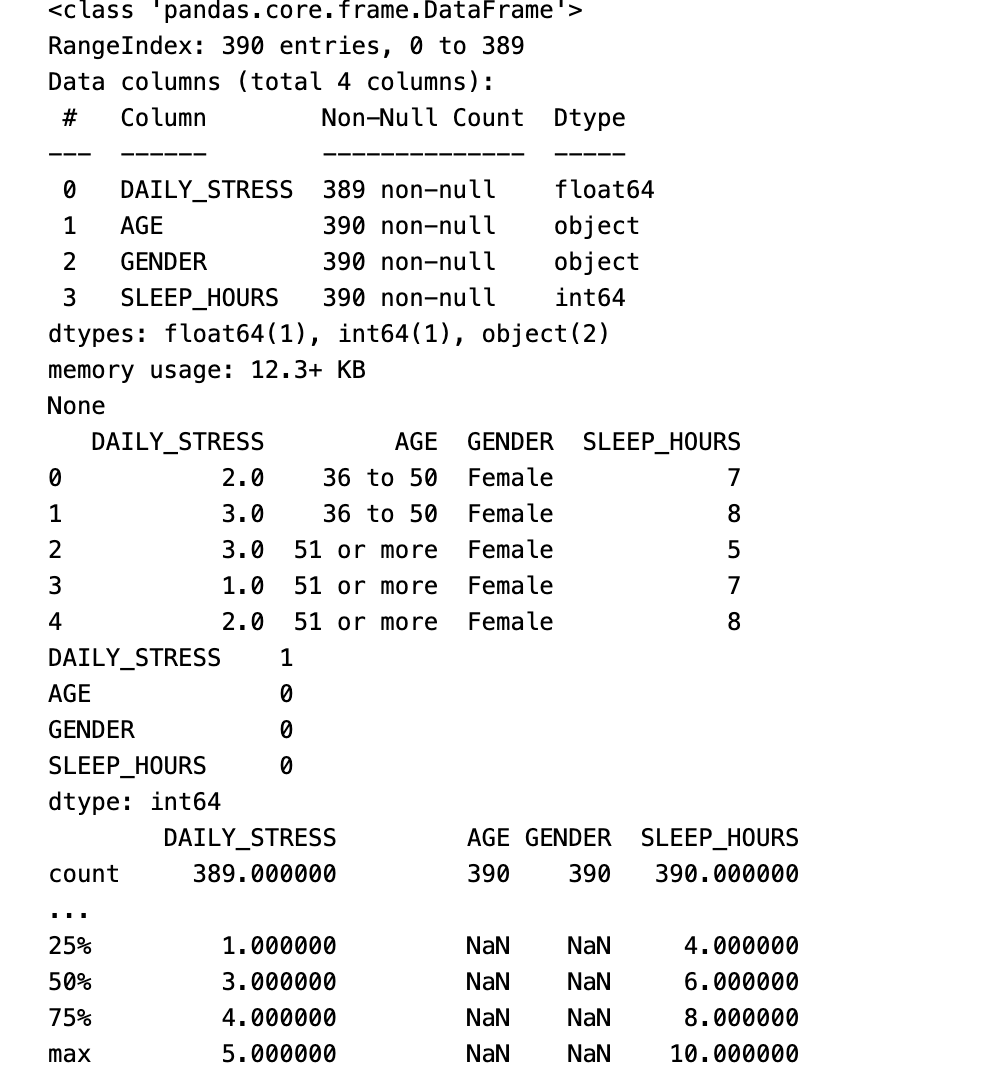 <class 'pandas.core.frame.DataFrame'>
RangeIndex: 390 entries, 0 to 389
Data columns (total 4 columns):
 #   Column        Non-Null Count  Dtype
---  ------        --------------  -----
 0   DAILY_STRESS  389 non-null    float64
 1   AGE           390 non-null    object
 2   GENDER        390 non-null    object
 3   SLEEP_HOURS   390 non-null    int64
dtypes: float64(1), int64(1), object(2)
memory usage: 12.3+ KB
None
   DAILY_STRESS         AGE  GENDER  SLEEP_HOURS
0           2.0    36 to 50  Female            7
1           3.0    36 to 50  Female            8
2           3.0  51 or more  Female            5
3           1.0  51 or more  Female            7
4           2.0  51 or more  Female            8
DAILY_STRESS    1
AGE             0
GENDER          0
SLEEP_HOURS     0
dtype: int64
        DAILY_STRESS         AGE GENDER  SLEEP_HOURS
count     389.000000         390    390   390.000000
...
25%         1.000000         NaN    NaN     4.000000
50%         3.000000         NaN    NaN     6.000000
75%         4.000000         NaN    NaN     8.000000
max         5.000000         NaN    NaN    10.000000